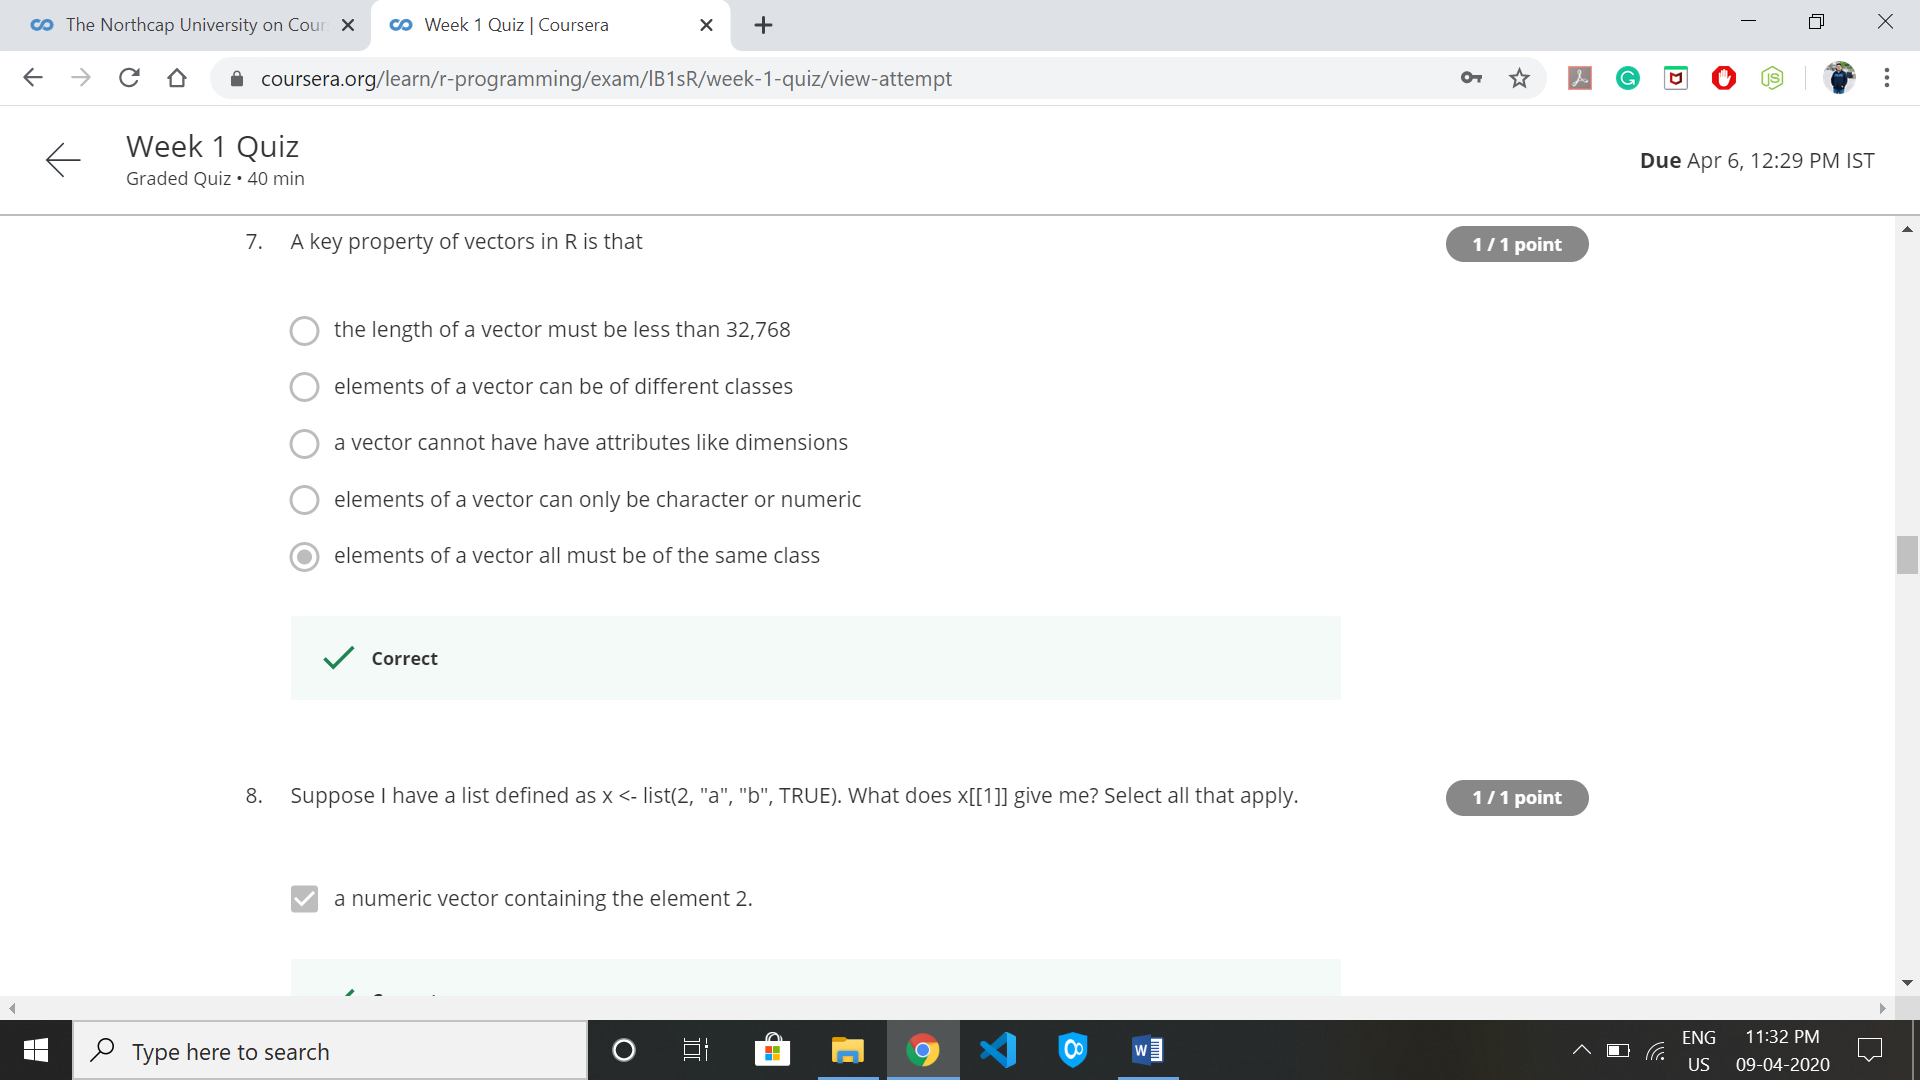 The Northcap University on Cour
Week 1 Quiz | Coursera
coursera.org/learn/r-programming/exam/lB1sR/week-1-quiz/view-attempt
Week 1 Quiz
Graded Quiz • 40 min
Due Apr 6, 12:29 PM IST
7. A key property of vectors in R is that
1 / 1 point
the length of a vector must be less than 32,768
elements of a vector can be of different classes
a vector cannot have have attributes like dimensions
elements of a vector can only be character or numeric
elements of a vector all must be of the same class
Correct
8. Suppose I have a list defined as x <- list(2, "a", "b", TRUE). What does x[[1]] give me? Select all that apply.
1 / 1 point
a numeric vector containing the element 2.
Type here to search
ENG
US
11:32 PM
09-04-2020